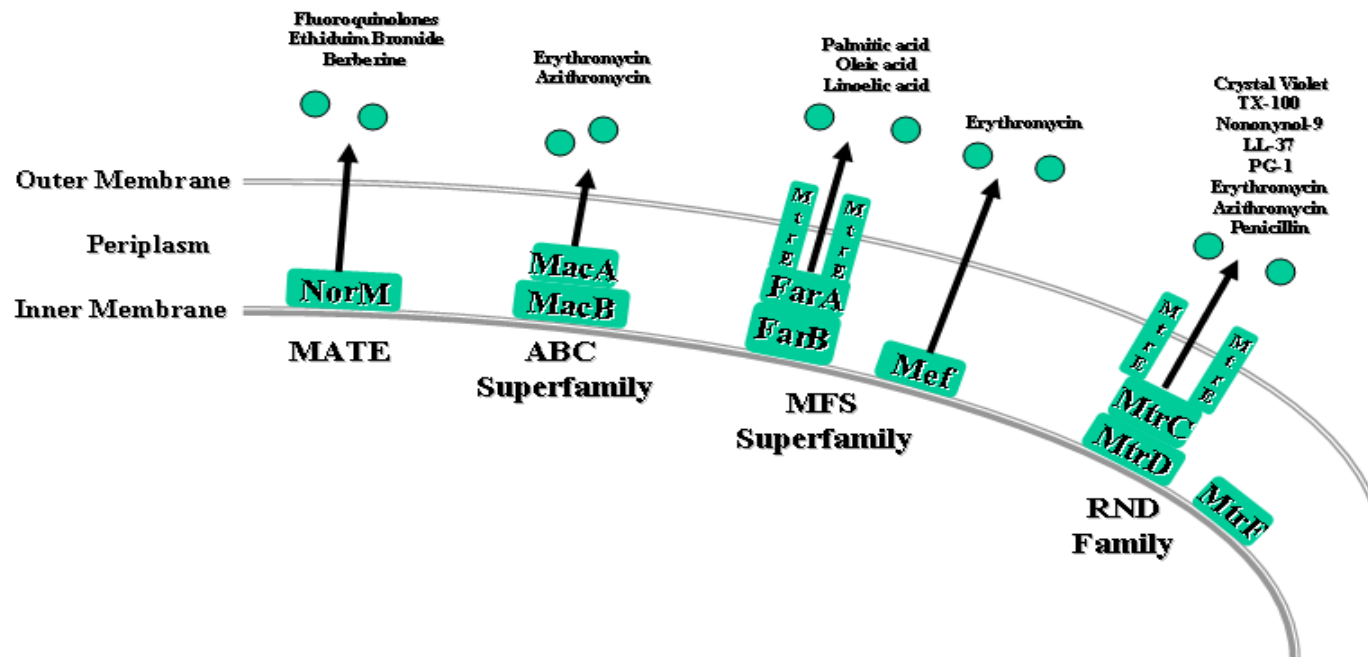 Fluoroquinolones
Ethiduim Bromide
Berberine
Erythromycin
Azithromycin
Palmitic acid
Oleic acid
Linoelic acid
Erythromycin
Crystal Violet
TX-100
Nononynol-9
LL-37
PG-1
Erythromycin
Azithromycin
Penicillin
Outer Membrane
Periplasm
Inner Membrane
NorM
MATE
MacA
MacB
ABC
Superfamily
MtrE
MtrE
FarA
FarB
Mef
MFS
Superfamily
MtrE
MtrE
MtrC
MtrD
MtrF
RND
Family